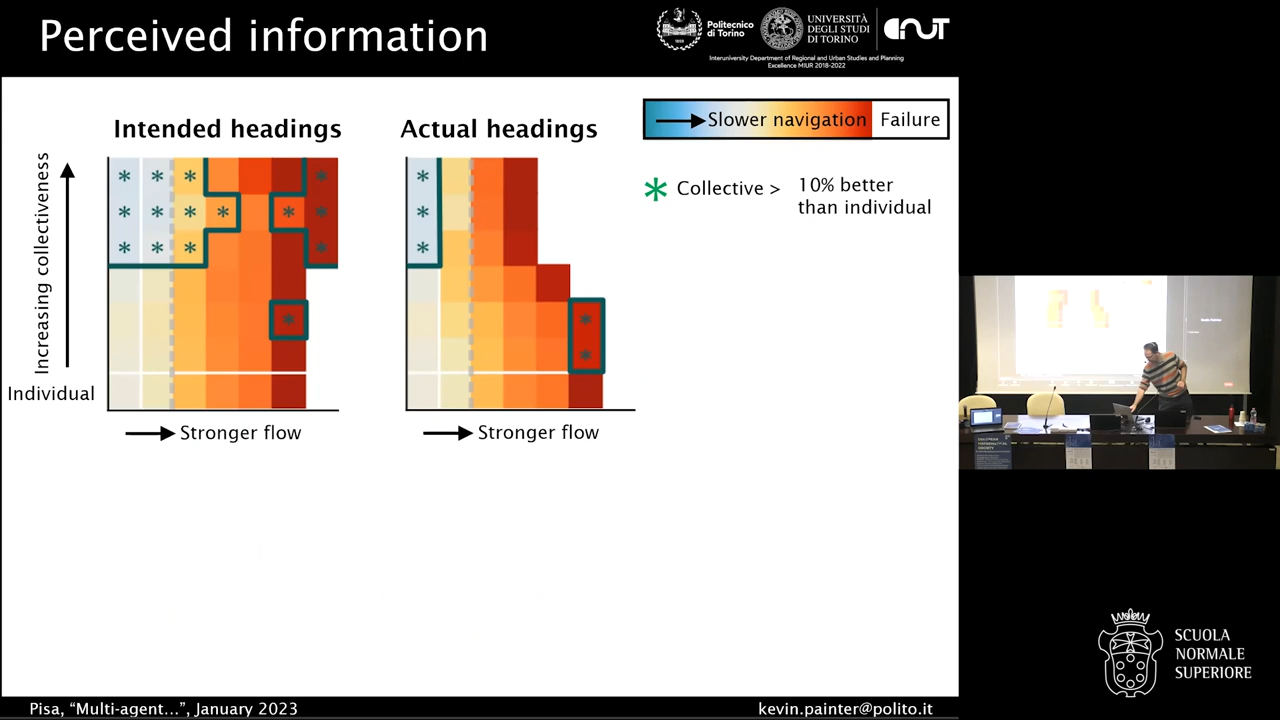 Perceived information
Politecnico
di Torino
1859
UNIVERSITÀ
DEGLI STUDI
DI TORINO
Interuniversity Department of Regional and Urban Studies and Planning
Excellence MIUR 2018-2022
Intended headings
Actual headings
Slower navigation
Failure
Increasing collectiveness
* Collective > 10% better
than individual
Individual
Stronger flow
Stronger flow
SCUOLA
NORMALE
SUPERIORE
Pisa, “Multi-agent...”, January 2023
kevin.painter@polito.it